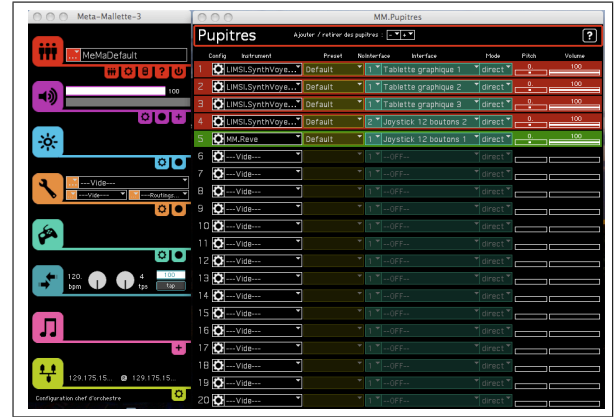 Meta-Mallette-3
MeMaDefault
?
100
---Vide---
---Vide---
---Routings...
120.
bpm
4
tps
100
tap
129.175.15...
@
129.175.15...
Configuration chef d'orchestre
MM.Pupitres
Pupitres
Ajouter / retirer des pupitres :
-
+
?
Config Instrument Preset NoInterface Interface Mode Pitch Volume
1 LIMSI.SynthVoye... Default 1 Tablette graphique 1 direct 0. 100
2 LIMSI.SynthVoye... Default 1 Tablette graphique 2 direct 0. 100
3 LIMSI.SynthVoye... Default 1 Tablette graphique 3 direct 0. 100
4 LIMSI.SynthVoye... Default 2 Joystick 12 boutons 2 direct 0. 100
5 MM.Reve Default 1 Joystick 12 boutons 1 direct 0. 100
6 ---Vide--- 1 --OFF-- direct
7 ---Vide--- 1 --OFF-- direct
8 ---Vide--- 1 --OFF-- direct
9 ---Vide--- 1 --OFF-- direct
10 ---Vide--- 1 --OFF-- direct
11 ---Vide--- 1 --OFF-- direct
12 ---Vide--- 1 --OFF-- direct
13 ---Vide--- 1 --OFF-- direct
14 ---Vide--- 1 --OFF-- direct
15 ---Vide--- 1 --OFF-- direct
16 ---Vide--- 1 --OFF-- direct
17 ---Vide--- 1 --OFF-- direct
18 ---Vide--- 1 --OFF-- direct
19 ---Vide--- 1 --OFF-- direct
20 ---Vide--- 1 --OFF-- direct